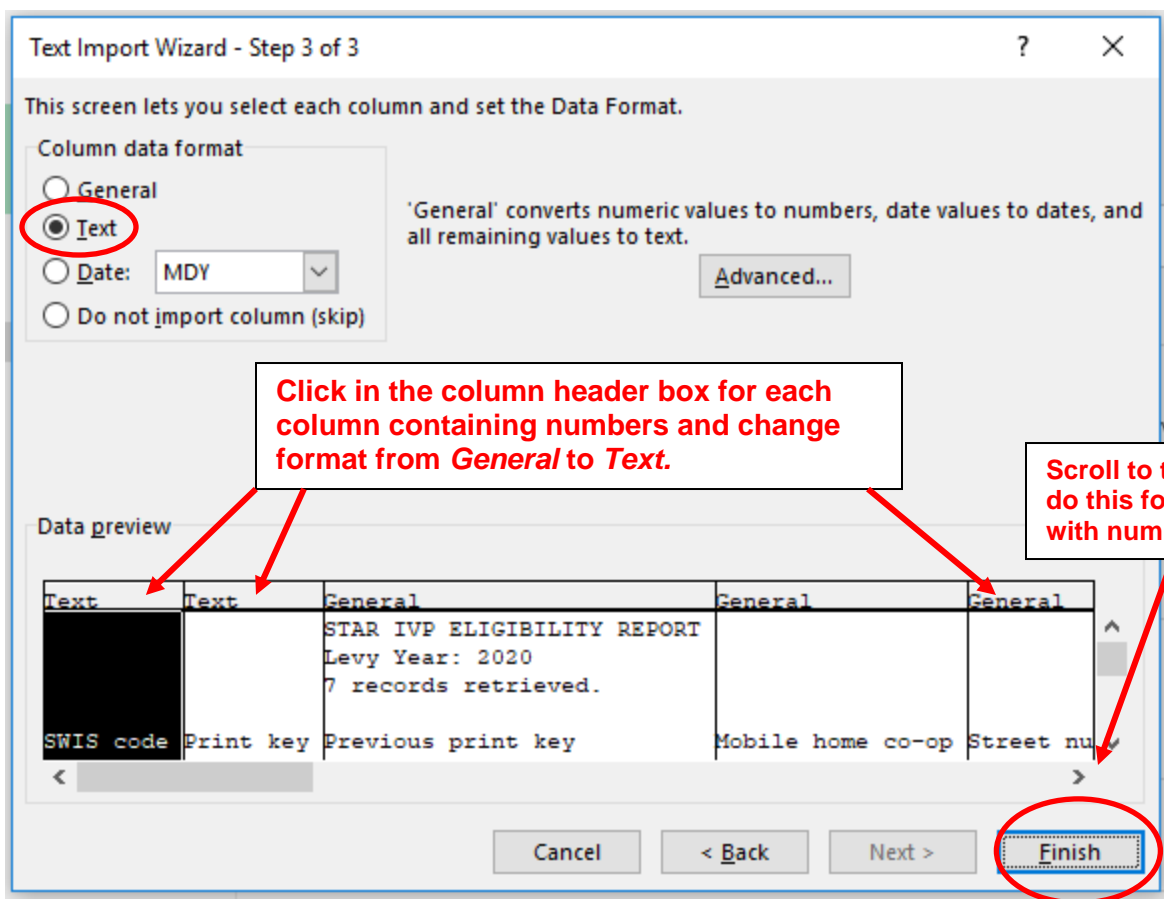 Text Import Wizard - Step 3 of 3
?
This screen lets you select each column and set the Data Format.
Column data format
General
Text
Date: MDY
Do not import column (skip)
'General' converts numeric values to numbers, date values to dates, and
all remaining values to text.
Advanced...
Click in the column header box for each
column containing numbers and change
format from General to Text.
Scroll to
do this
with
Data preview
Text Text General General General
STAR IVP ELIGIBILITY REPORT
Levy Year: 2020
7 records retrieved.
SWIS code Print key Previous print key Mobile home co-op Street
Cancel < Back Next > Finish